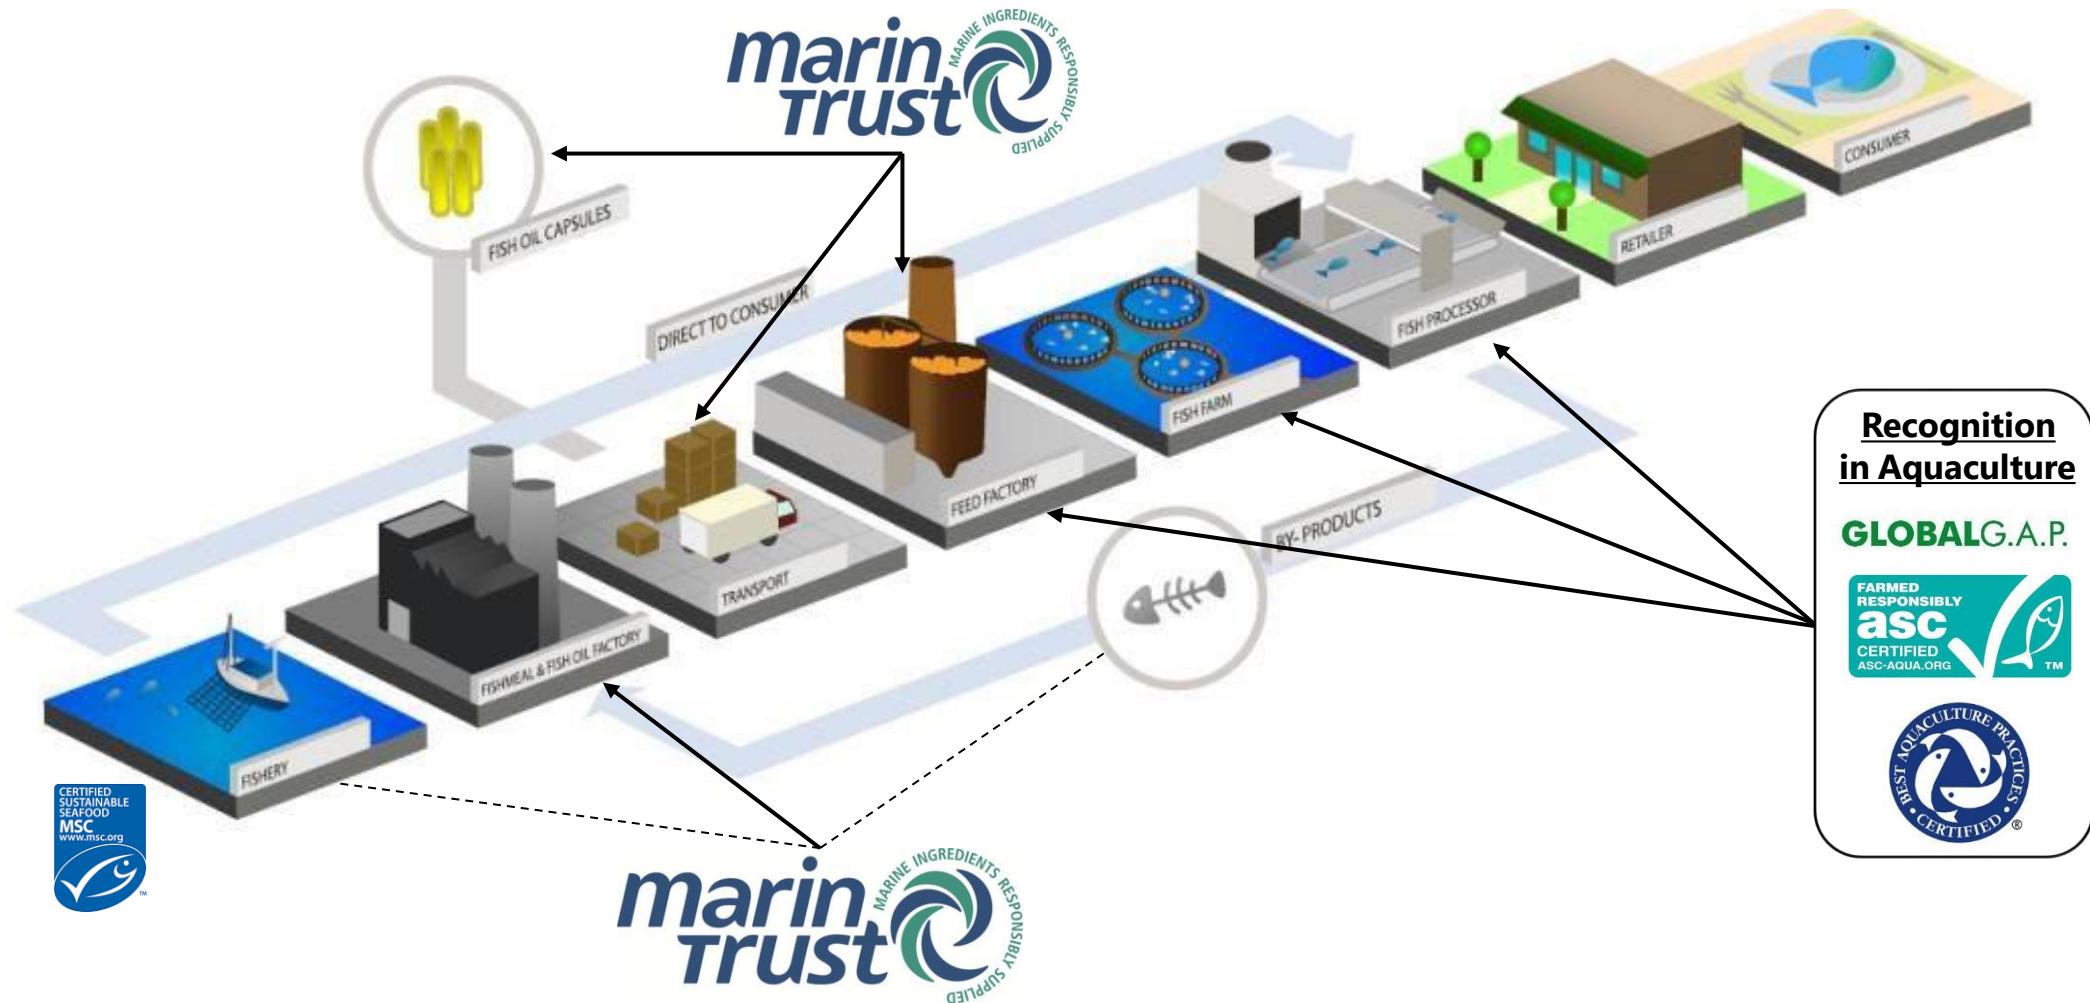 marin
Trust
MARINE INGREDIENTS RESPONSIBLY SUPPLIED
FISH OIL CAPSULES
DIRECT TO CONSUMER
CONSUMER
RETAILER
FISH PROCESSOR
FISH FARM
FEED FACTORY
BY- PRODUCTS
TRANSPORT
FISHMEAL & FISH OIL FACTORY
FISHERY
Recognition
in Aquaculture
GLOBALG.A.P.
FARMED
RESPONSIBLY
asc
CERTIFIED
ASC-AQUA.ORG
TM
BEST AQUACULTURE PRACTICES
• CERTIFIED •
®
CERTIFIED
SUSTAINABLE
SEAFOOD
MSC
www.msc.org
TM
marin
Trust
MARINE INGREDIENTS RESPONSIBLY SUPPLIED